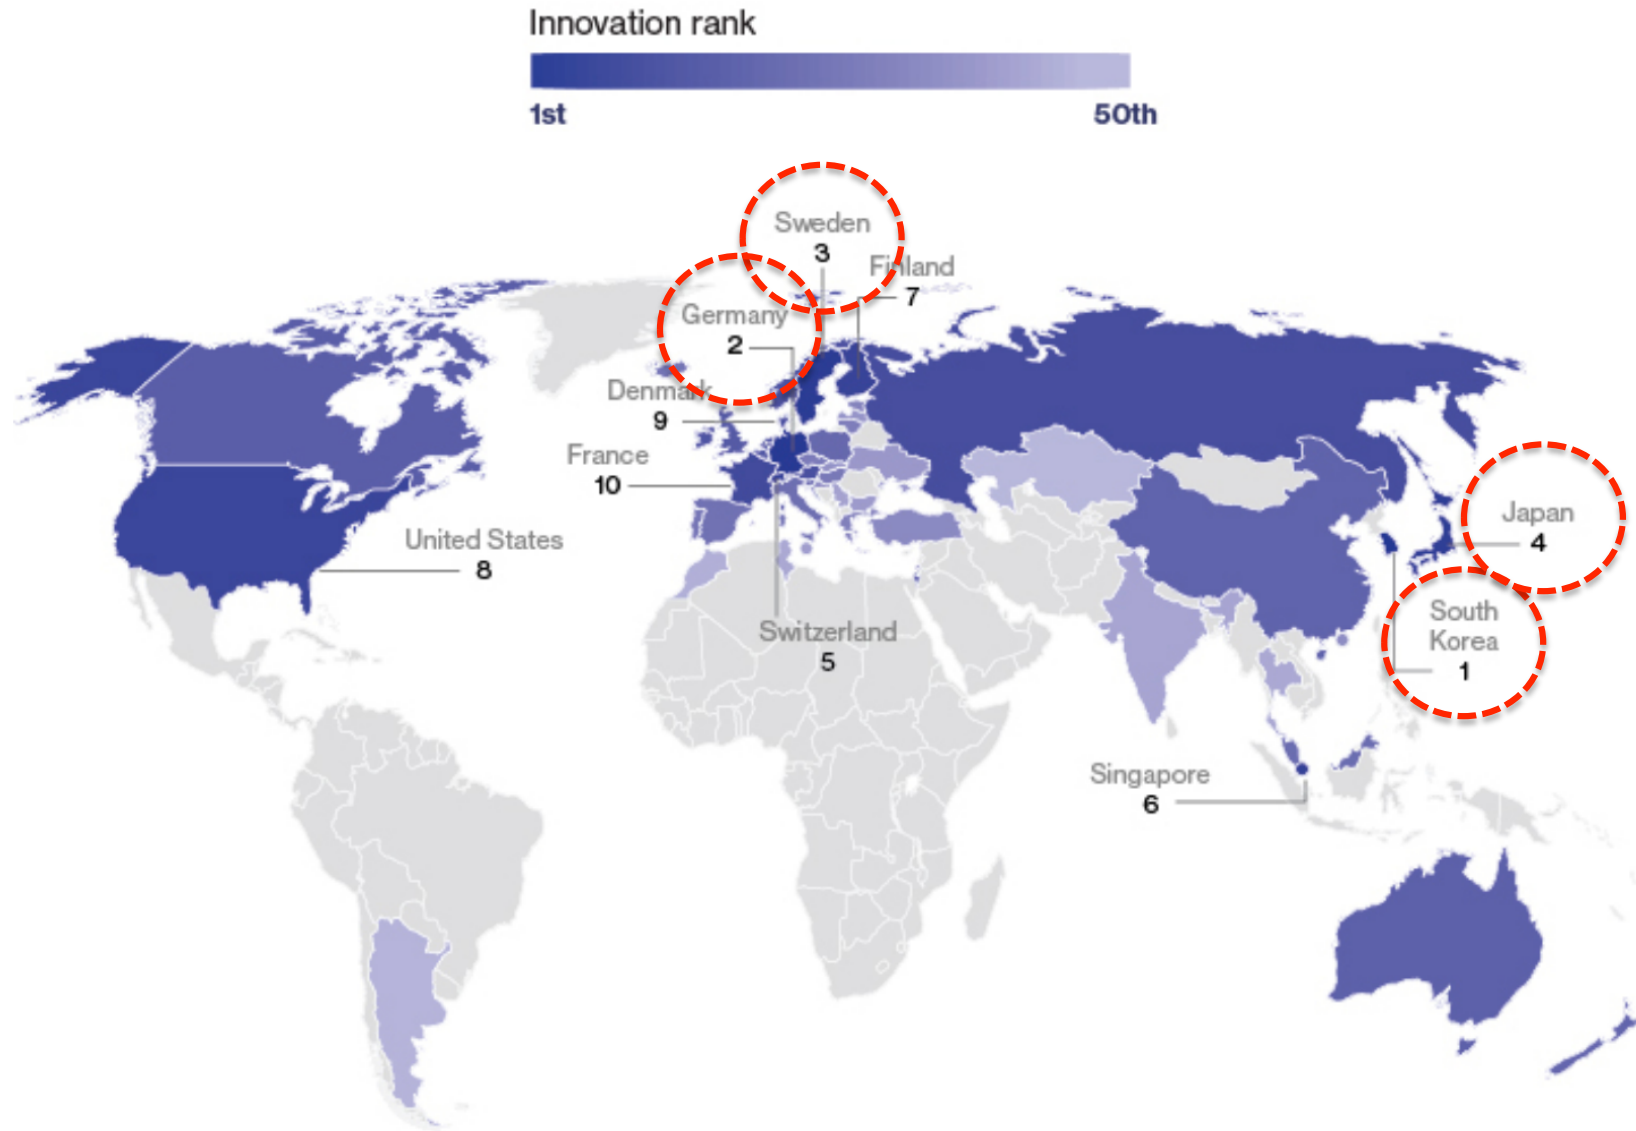 Innovation rank
1st
50th
Sweden
3
Finland
7
Germany
2
Denmark
9
France
10
United States
8
Switzerland
5
Japan
4
South
Korea
1
Singapore
6